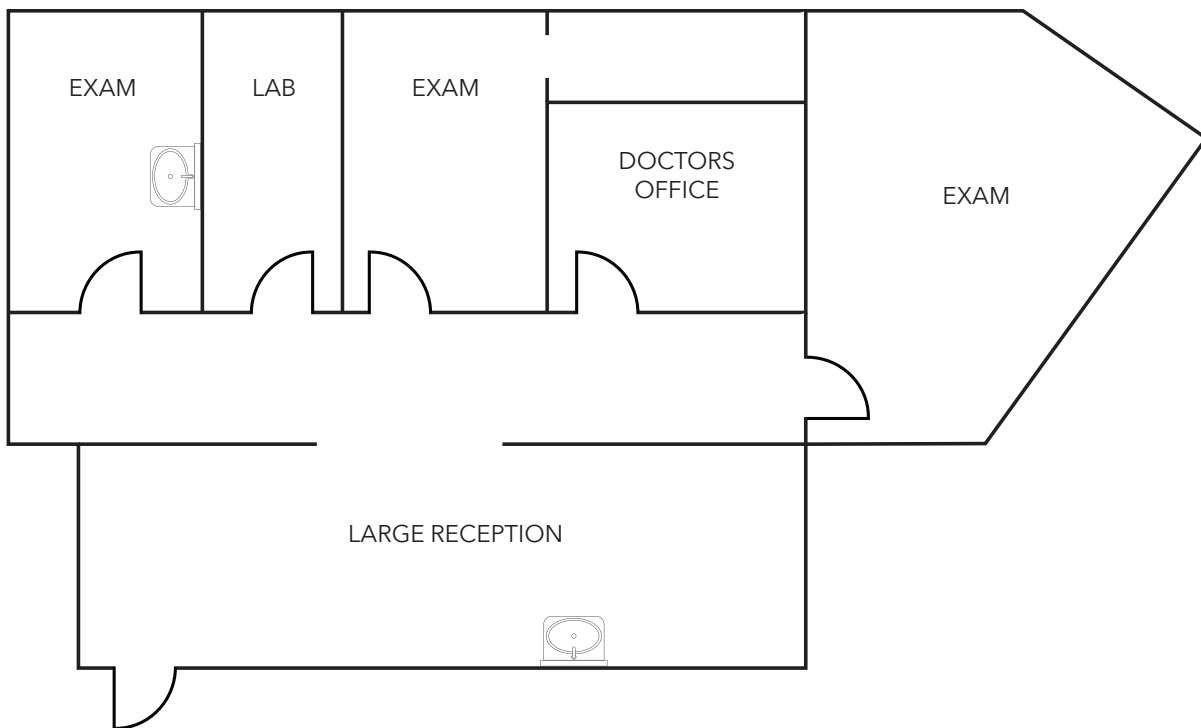 EXAM
LAB
EXAM
DOCTORS
OFFICE
EXAM
LARGE RECEPTION